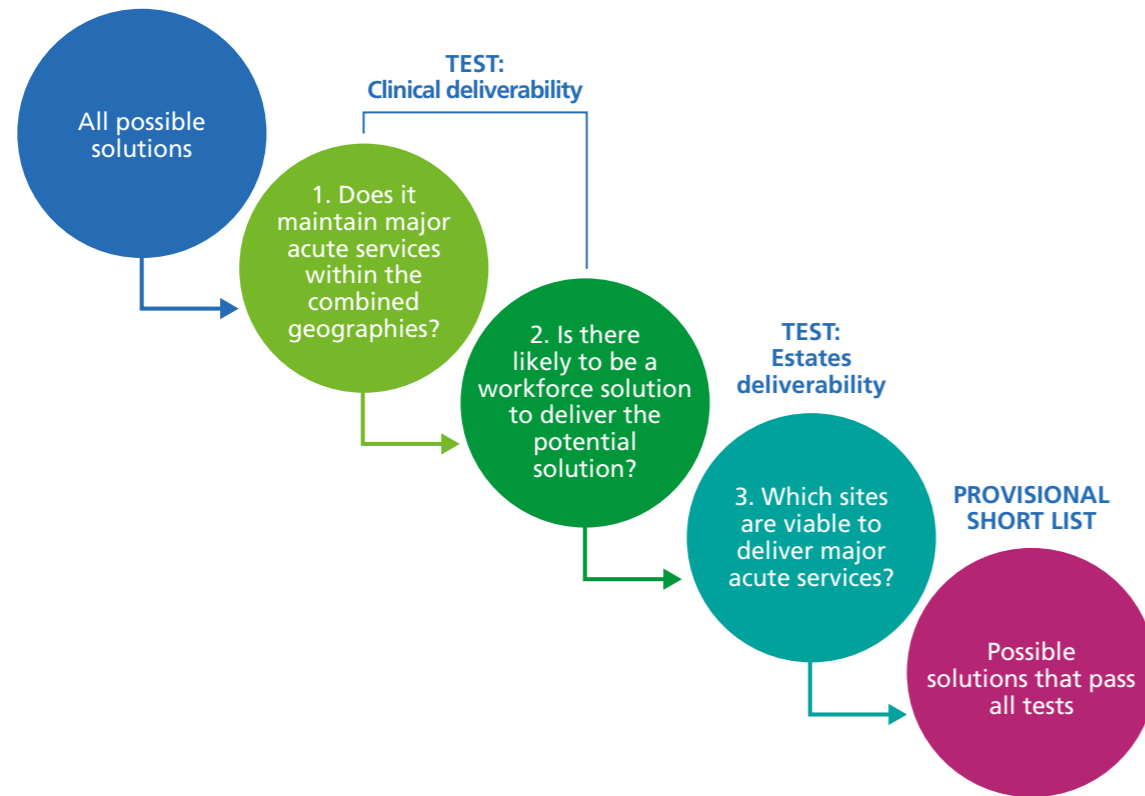 All possible
solutions
TEST:
Clinical deliverability
1. Does it
maintain major
acute services
within the
combined
geographies?
2. Is there
likely to be a
workforce solution
to deliver the
potential
solution?
TEST:
Estates
deliverability
3. Which sites
are viable to
deliver major
acute services?
PROVISIONAL
SHORT LIST
Possible
solutions that pass
all tests